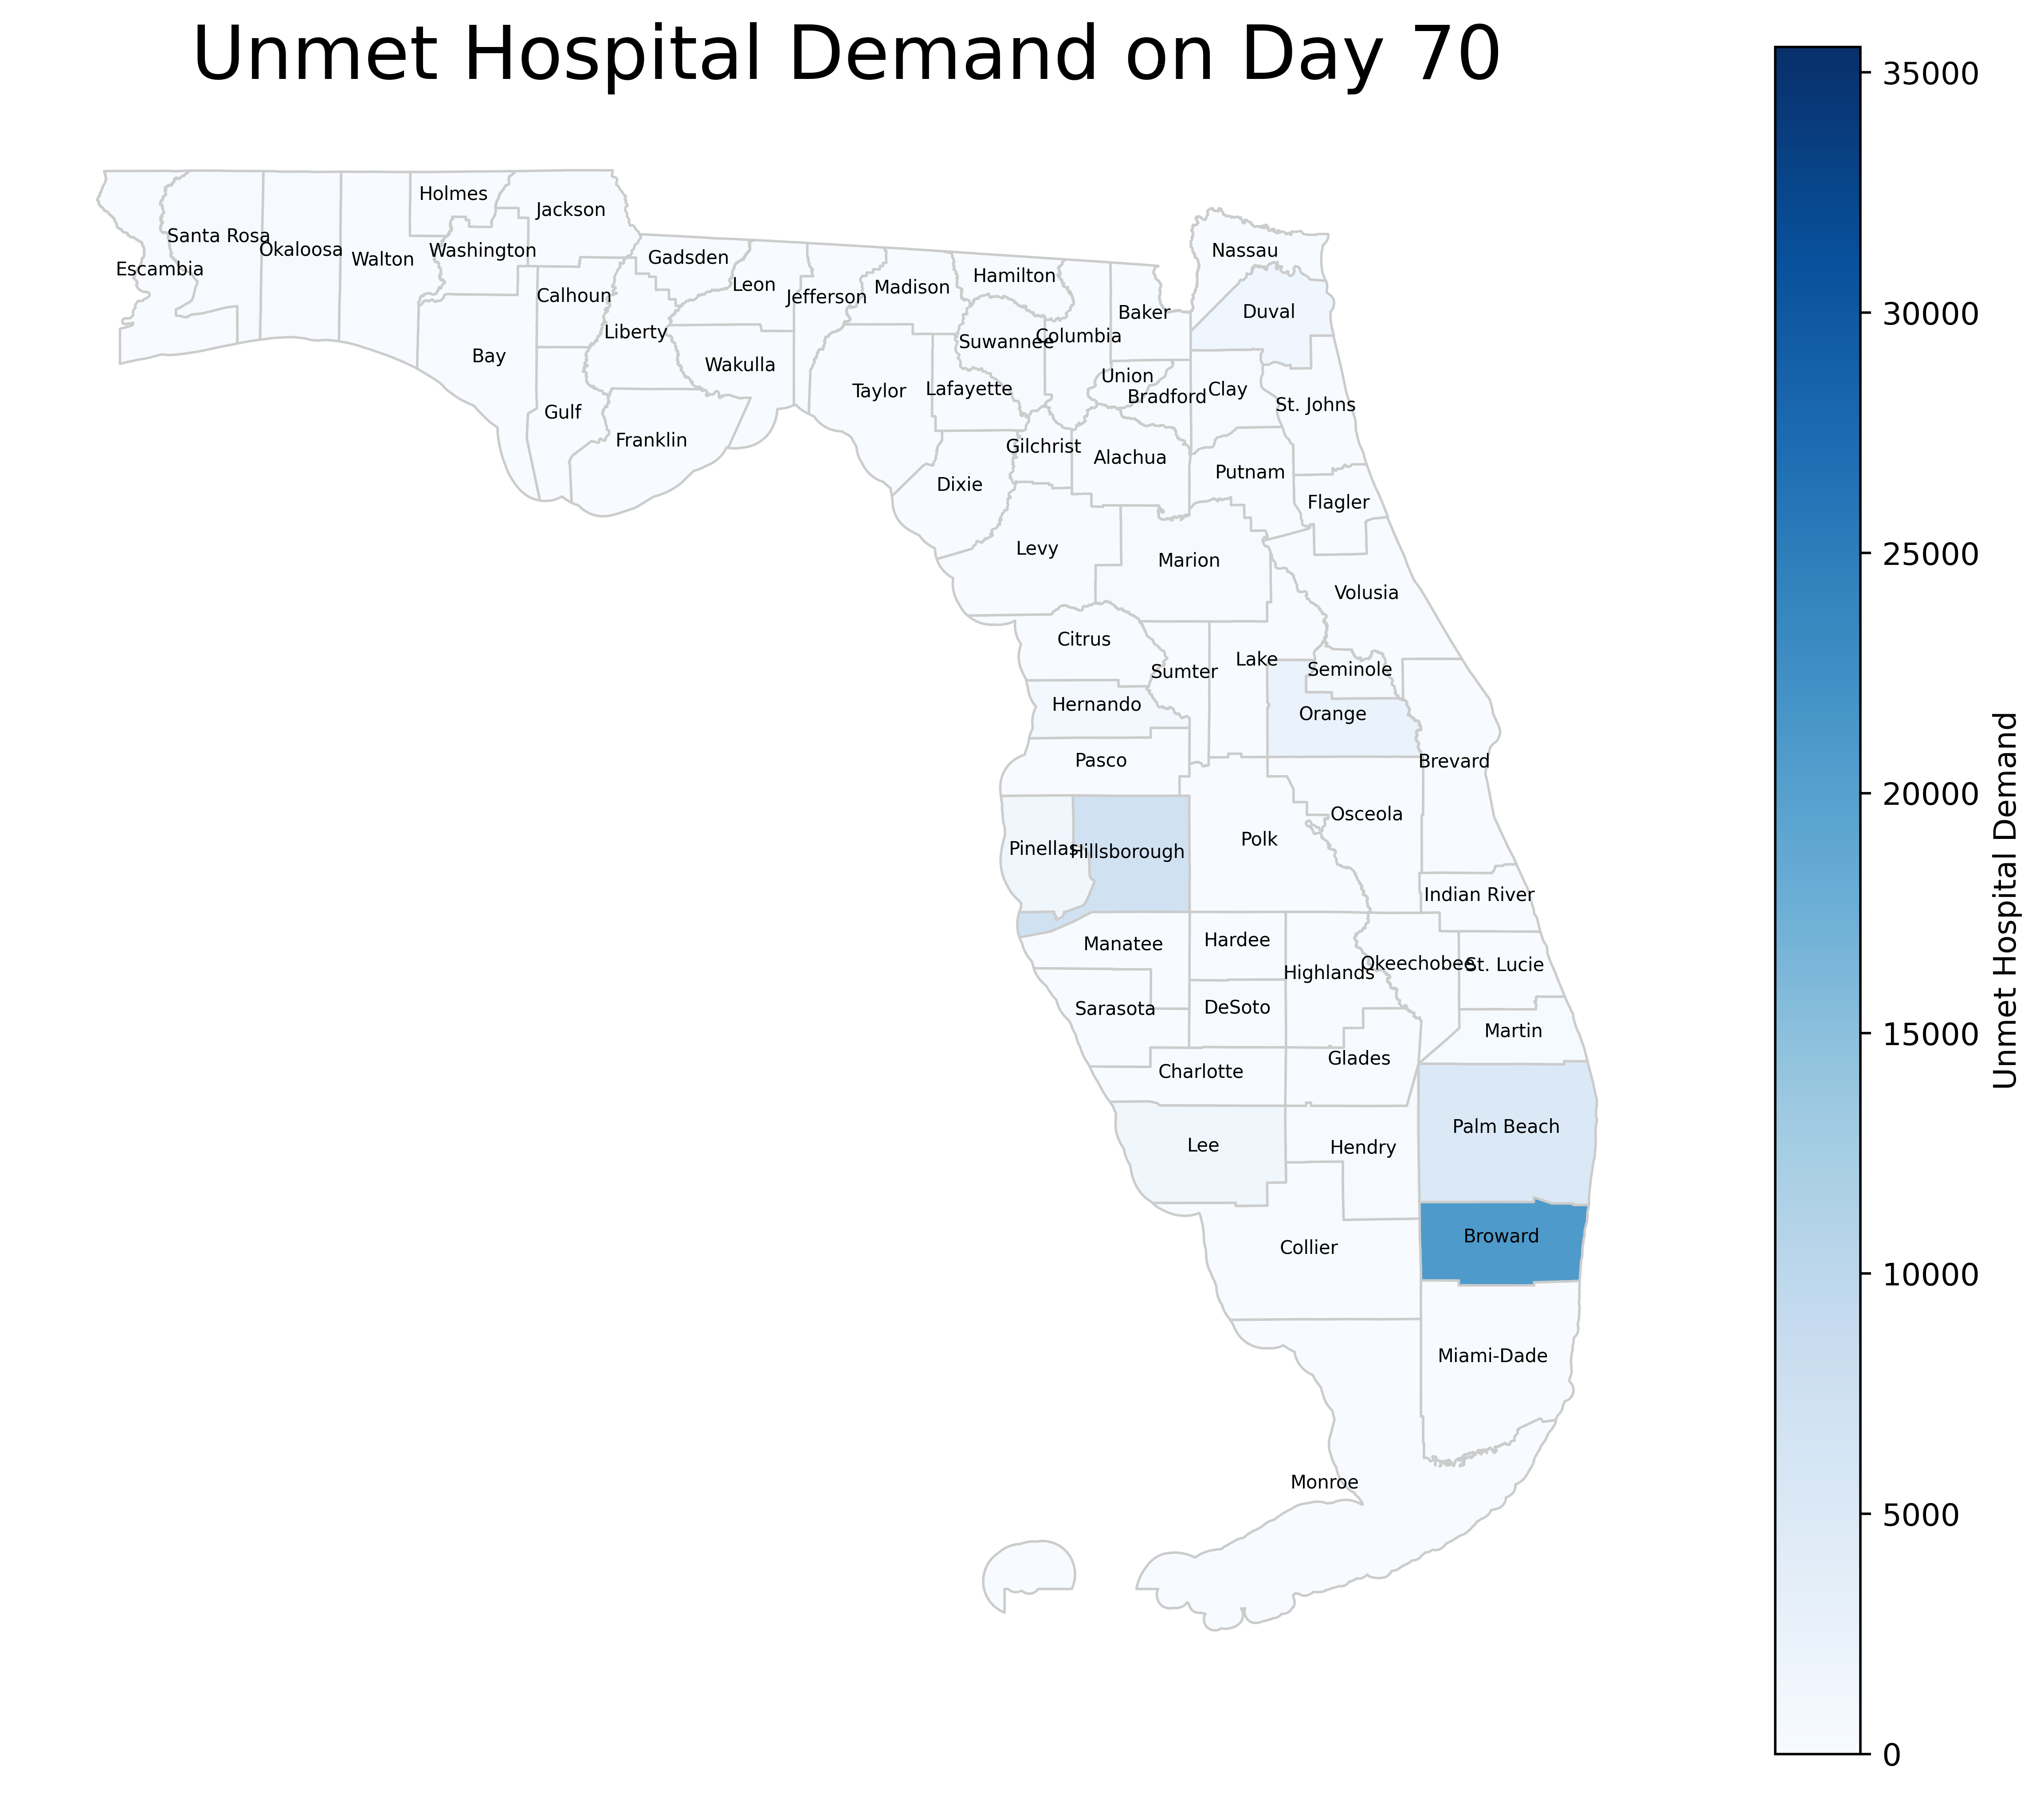 Unmet Hospital Demand on Day 70
Holmes
Jackson
Santa Rosa
Okaloosa
Washington
Walton
Escambia
Gadsden
Calhoun
Leon
Jefferson
Madison
Hamilton
Nassau
Baker
Duval
Liberty
Bay
Wakulla
Suwannee
Columbia
Union
Bradford
Clay
Taylor
Lafayette
St. Johns
Gulf
Franklin
Gilchrist
Alachua
Putnam
Dixie
Flagler
Levy
Marion
Volusia
Citrus
Sumter
Lake
Seminole
Hernando
Orange
Pasco
Brevard
Osceola
Polk
Pinellas
Hillsborough
Indian River
Manatee
Hardee
Highlands
Okeechobee
St. Lucie
Sarasota
DeSoto
Martin
Glades
Charlotte
Palm Beach
Lee
Hendry
Broward
Collier
Miami-Dade
Monroe
35000
30000
25000
20000
15000
10000
5000
0
Unmet Hospital Demand